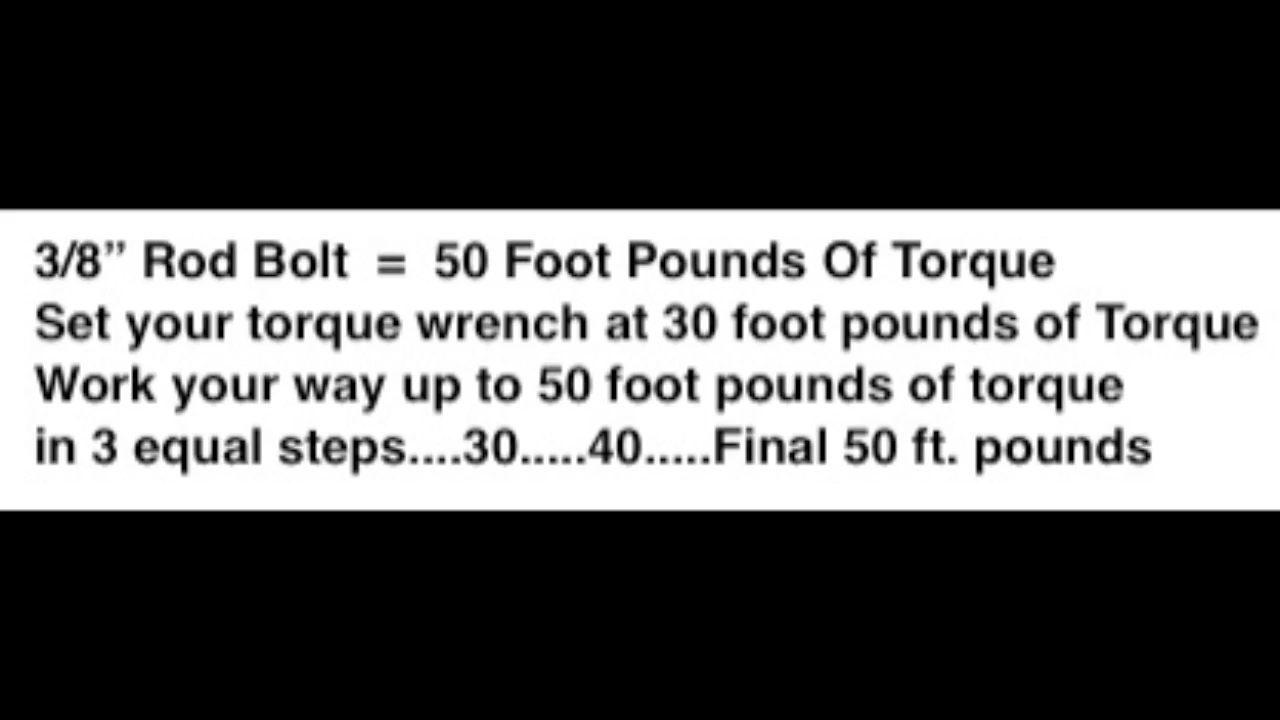 3/8” Rod Bolt = 50 Foot Pounds Of Torque
Set your torque wrench at 30 foot pounds of Torque
Work your way up to 50 foot pounds of torque
in 3 equal steps....30.....40.....Final 50 ft. pounds